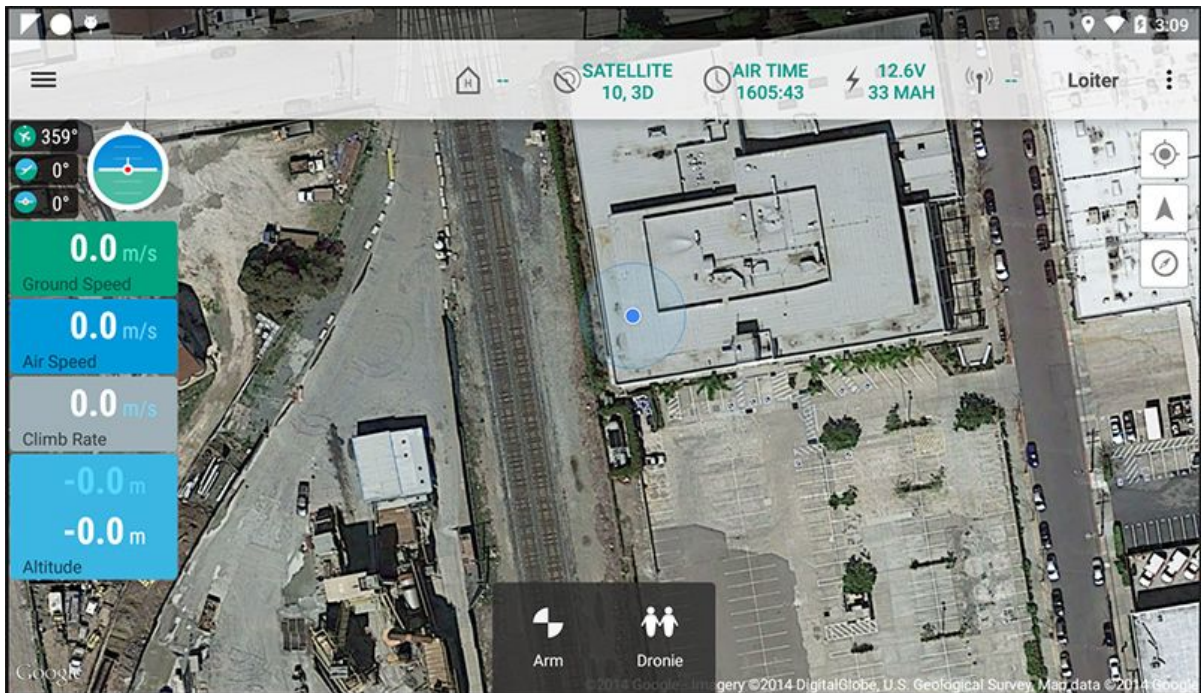 3:09
H
--
SATELLITE
10, 3D
AIR TIME
1605:43
12.6V
33 MAH
--
Loiter
359°
0°
0°
0.0 m/s
Ground Speed
0.0 m/s
Air Speed
0.0 m/s
Climb Rate
-0.0 m
-0.0 m
Altitude
Arm
Dronie
Google
©2014 Google - Imagery ©2014 DigitalGlobe, U.S. Geological Survey, Map data ©2014 Google